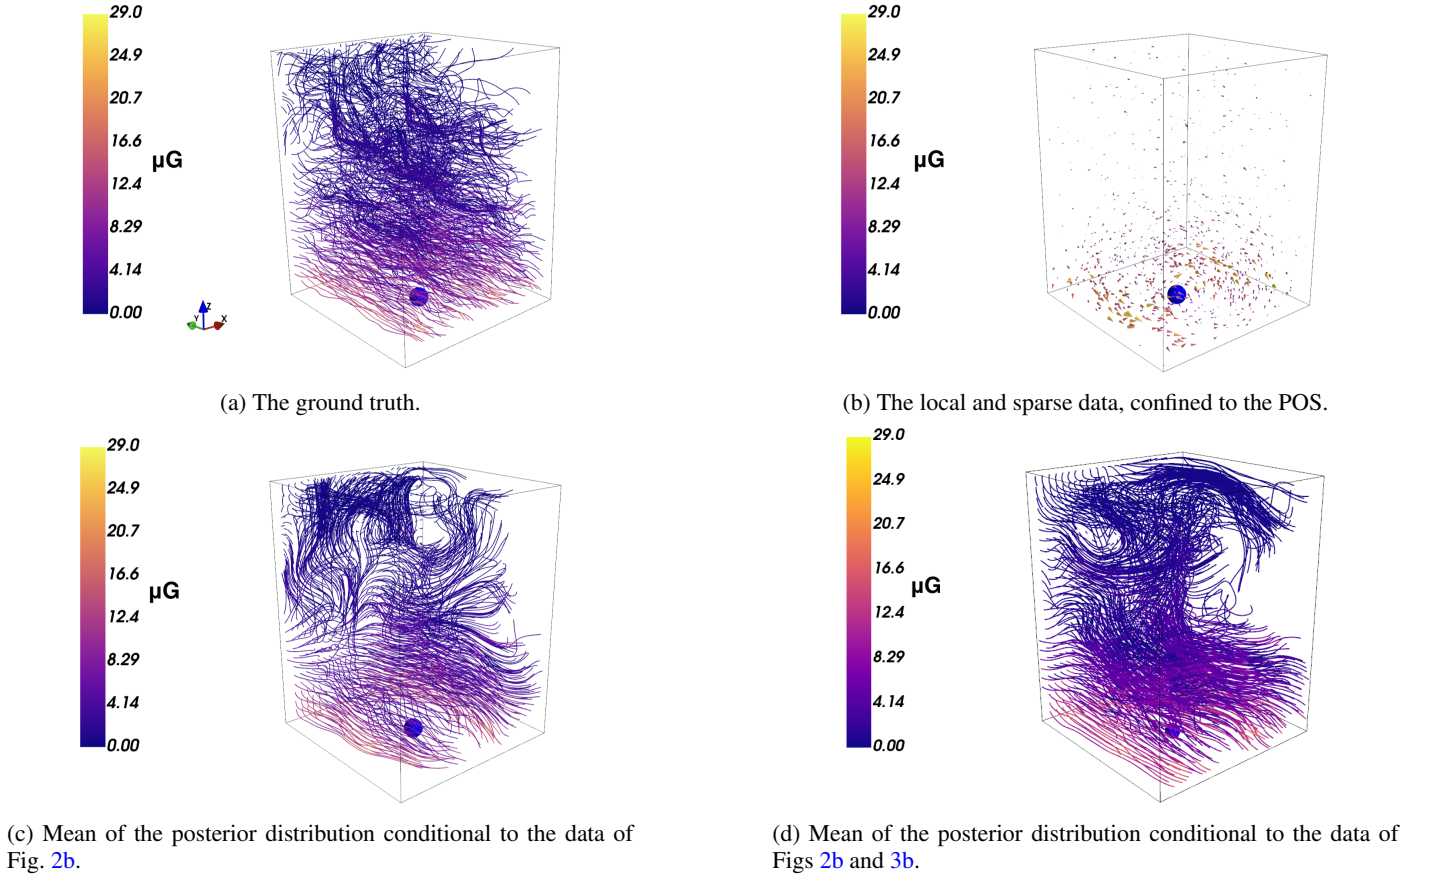 29.0
24.9
20.7
16.6
12.4
8.29
4.14
0.00
μG
Z
Y
X
(a) The ground truth.
29.0
24.9
20.7
16.6
12.4
8.29
4.14
0.00
μG
(b) The local and sparse data, confined to the POS.
29.0
24.9
20.7
16.6
12.4
8.29
4.14
0.00
μG
(c) Mean of the posterior distribution conditional to the data of
Fig. 2b.
29.0
24.9
20.7
16.6
12.4
8.29
4.14
0.00
μG
(d) Mean of the posterior distribution conditional to the data of
Figs 2b and 3b.